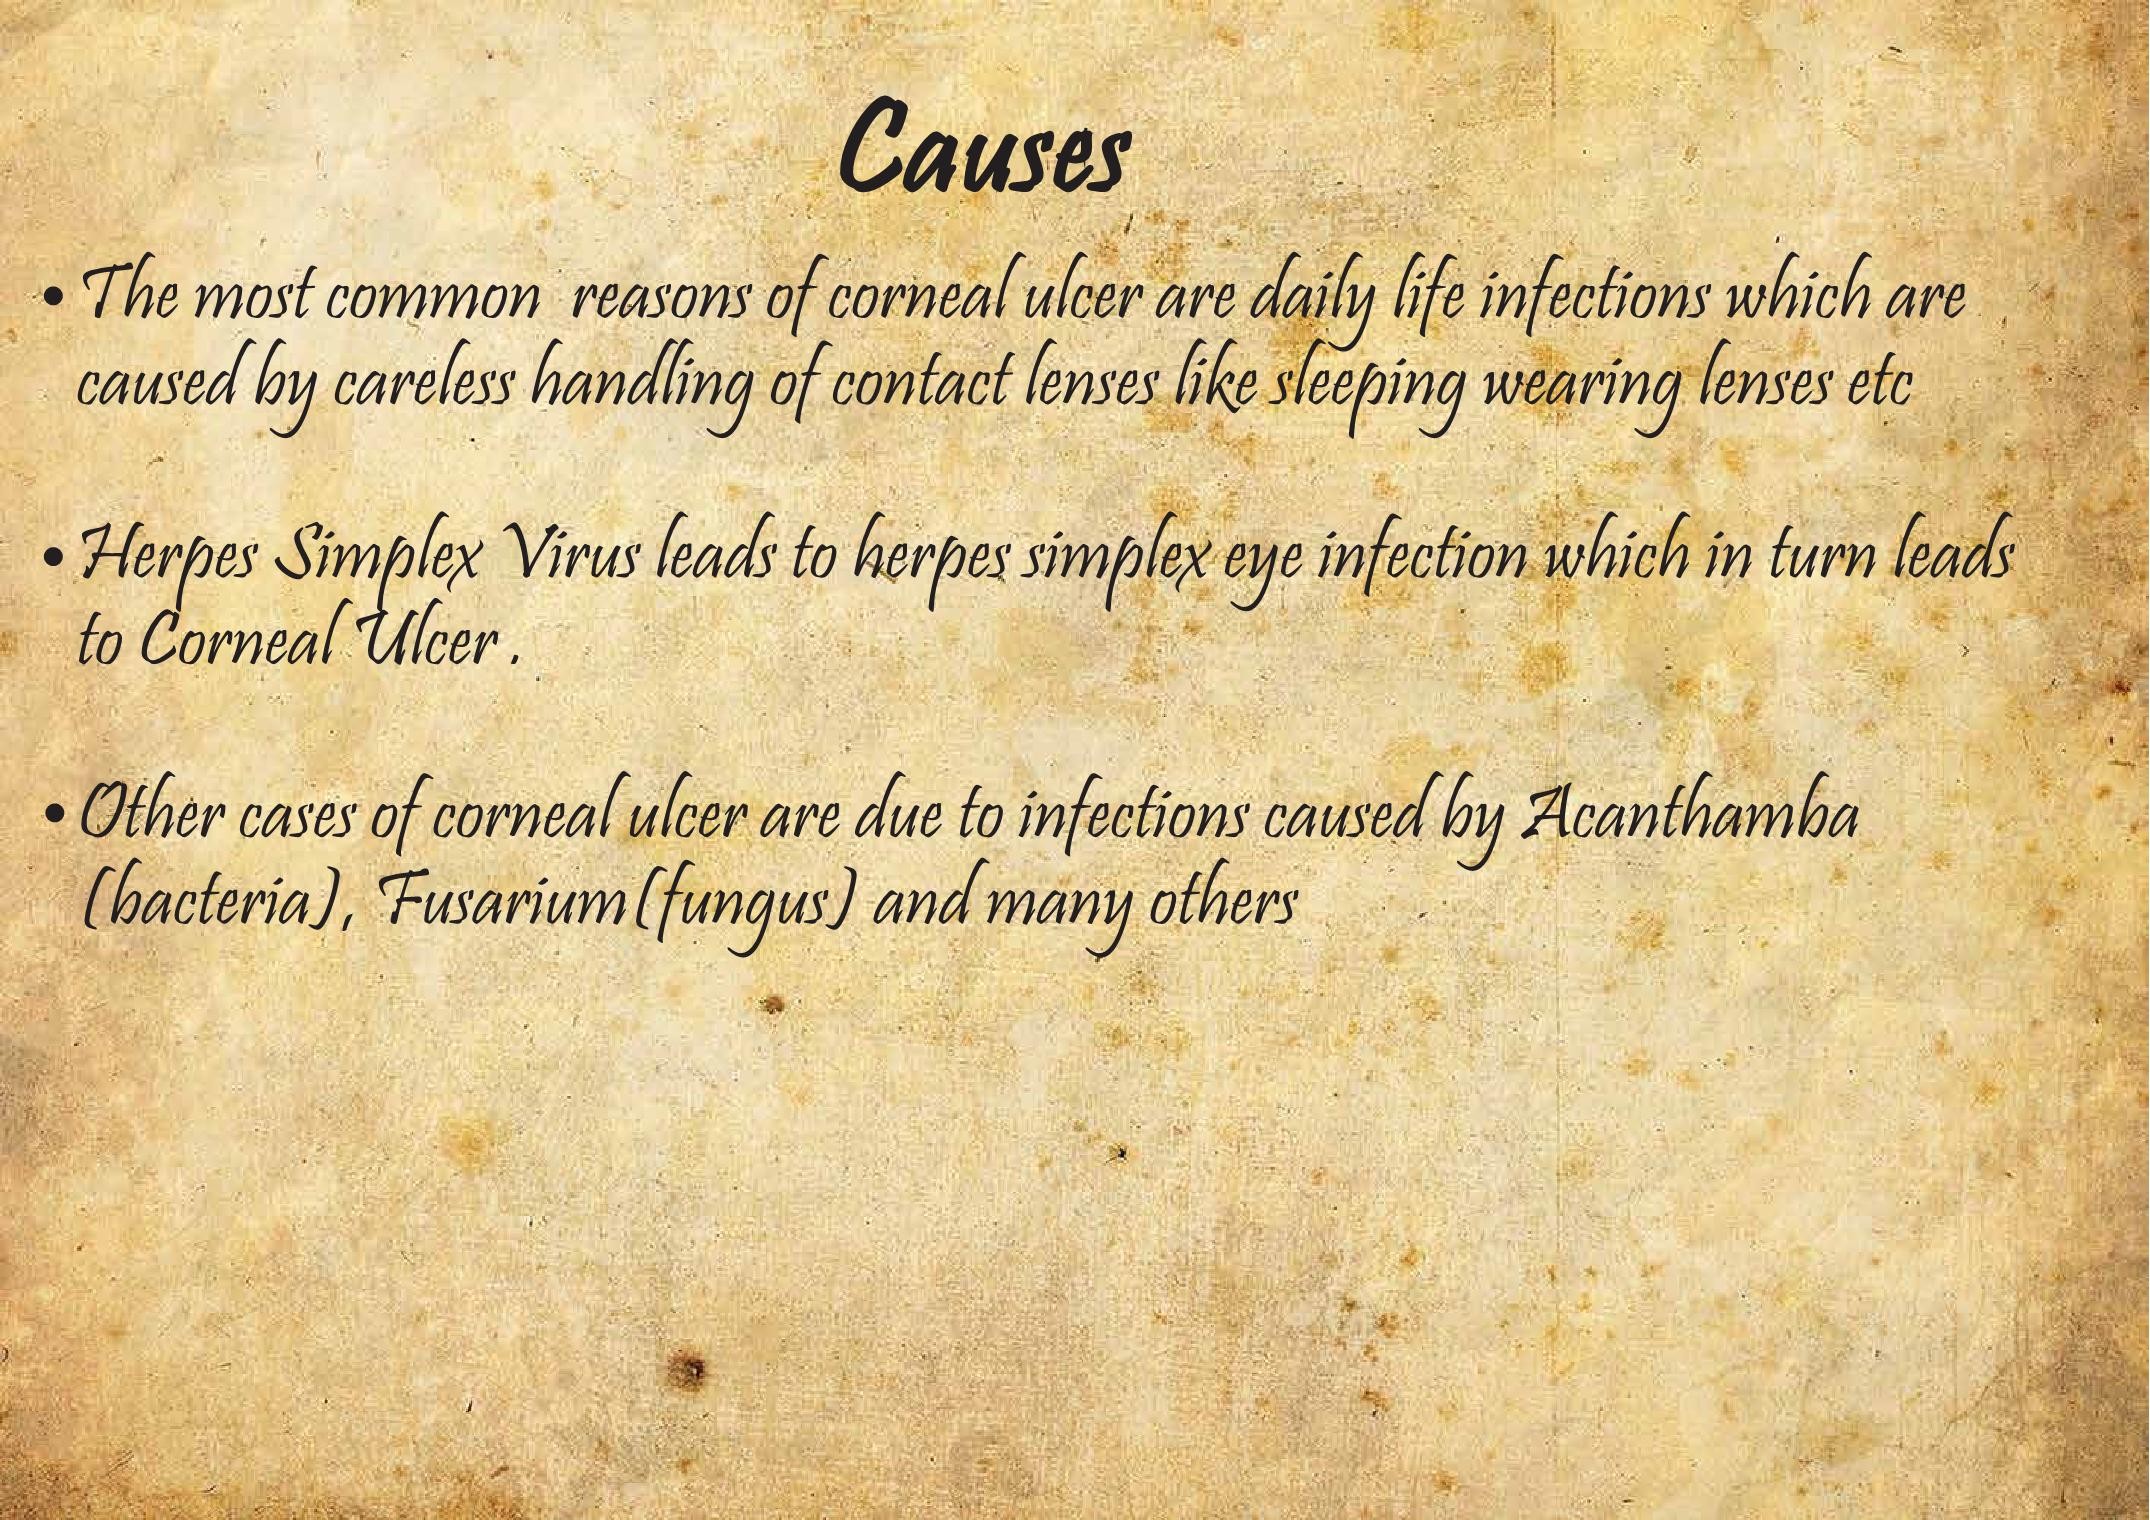 Causes
• The most common reasons of corneal ulcer are daily life infections which are
caused by careless handling of contact lenses like sleeping wearing lenses etc
• Herpes Simplex Virus leads to herpes simplex eye infection which in turn leads
to Corneal Ulcer .
• Other cases of corneal ulcer are due to infections caused by Acanthamba
(bacteria), Fusarium(fungus) and many others